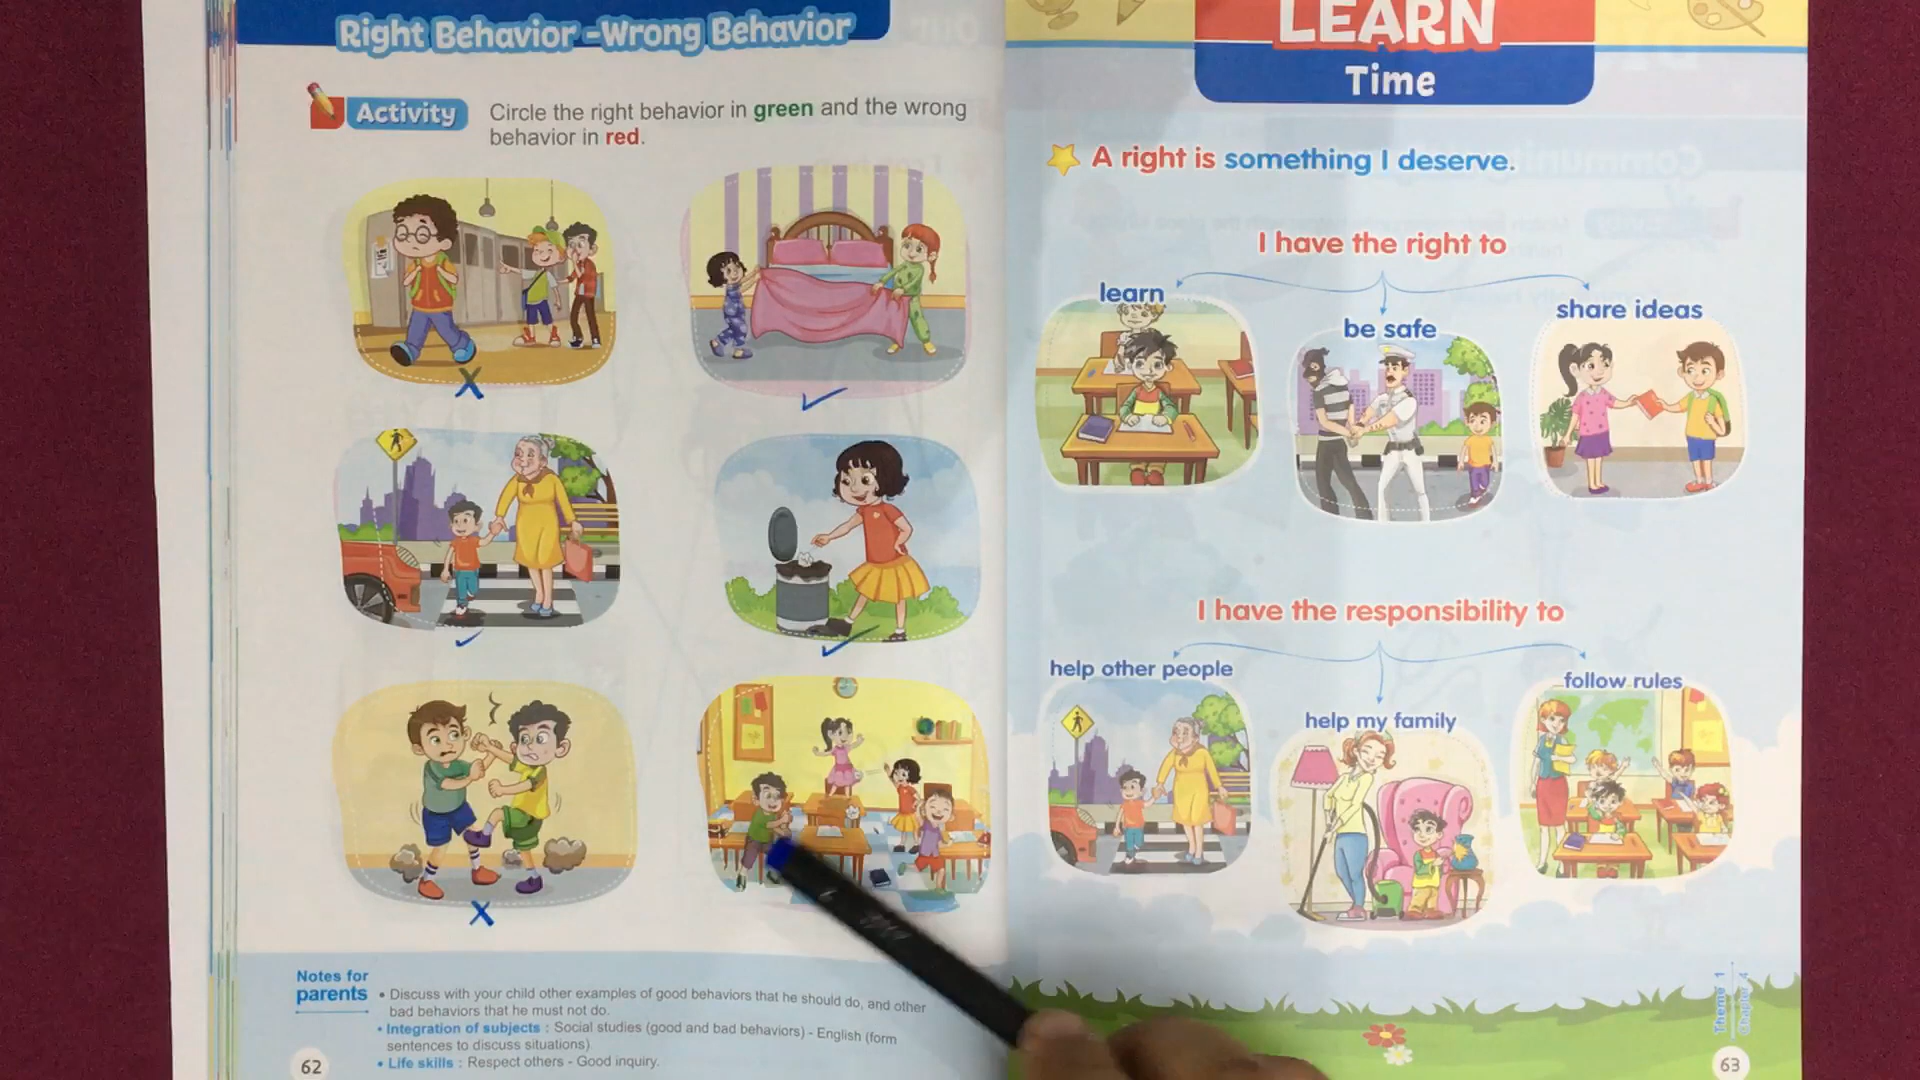 Right Behavior -Wrong Behavior
Activity
Circle the right behavior in green and the wrong
behavior in red.
Notes for
parents
• Discuss with your child other examples of good behaviors that he should do, and other
bad behaviors that he must not do.
• Integration of subjects : Social studies (good and bad behaviors) - English (form
sentences to discuss situations)
• Life skills : Respect others - Good inquiry.
62
LEARN
Time
A right is something I deserve.
I have the right to
learn
be safe
share ideas
I have the responsibility to
help other people
help my family
follow rules
Theme 1
Chapter 4
63